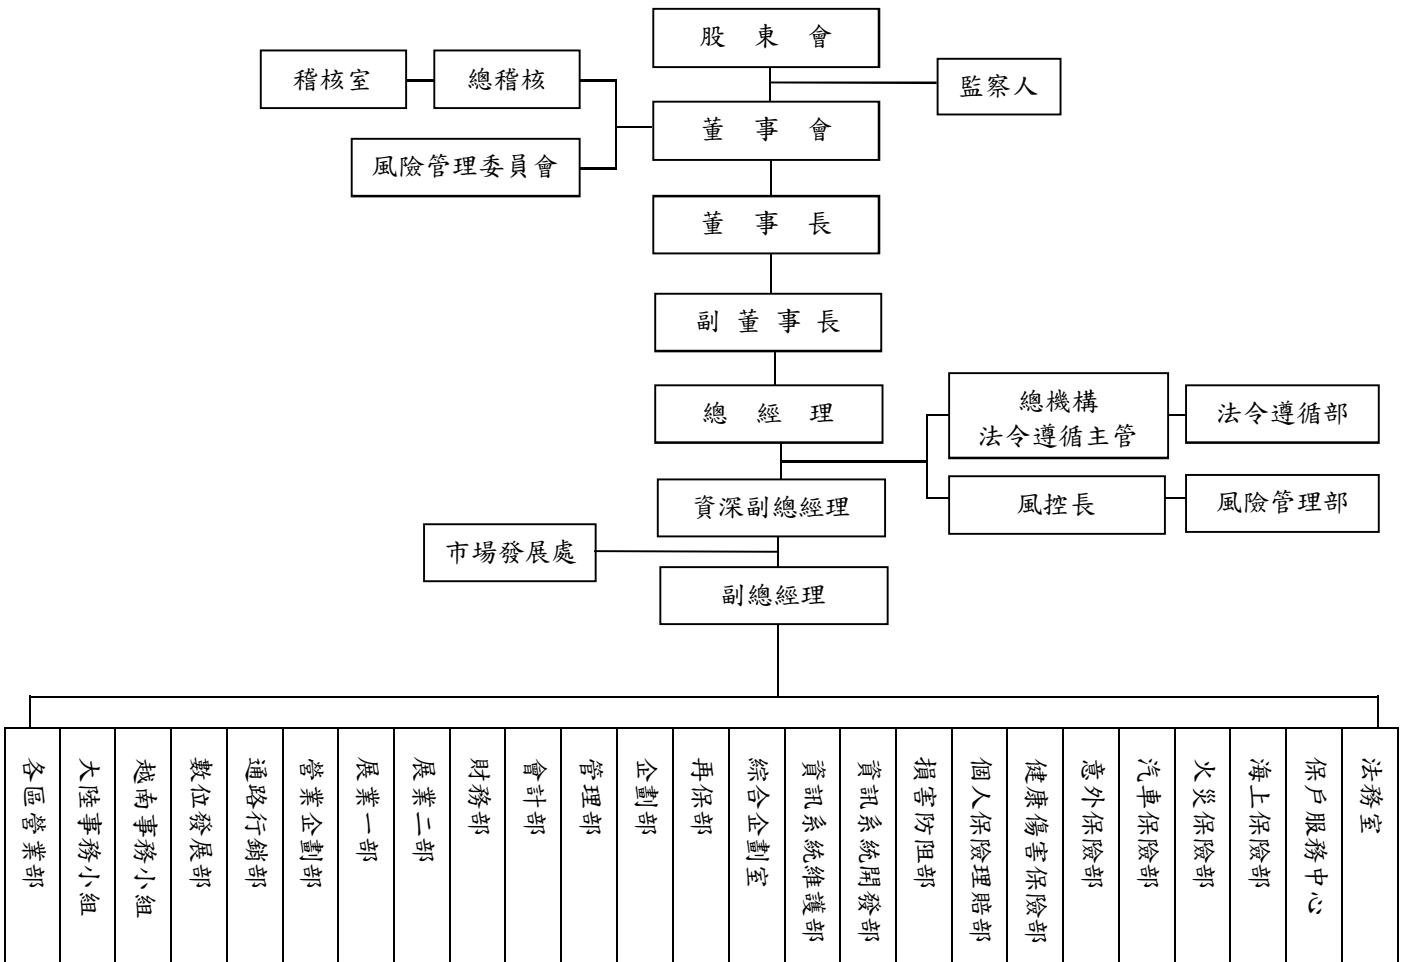 股東會
稽核室
總稽核
監察人
董事會
風險管理委員會
董事長
副董事長
總經理
總機構
法令遵循主管
法令遵循部
資深副總經理
風控長
風險管理部
市場發展處
副總經理
各區營業部
大陸事務小組
越南事務小組
數位發展部
通路行銷部
營業企劃部
展業一部
展業二部
財務部
會計部
管理部
企劃部
再保部
綜合企劃室
資訊系統維護部
資訊系統開發部
損害防阻部
個人保險理賠部
健康傷害保險部
意外保險部
汽車保險部
火災保險部
海上保險部
保戶服務中心
法務室